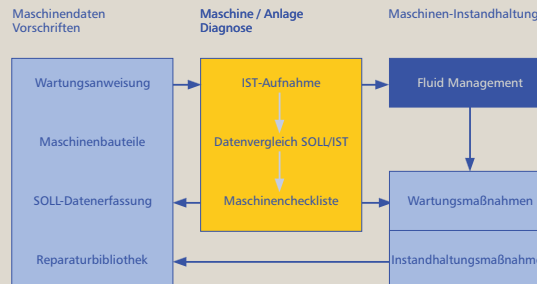 Maschinendaten
Vorschriften
Maschine / Anlage
Diagnose
Maschinen-Instandhaltung
Wartungsanweisung
IST-Aufnahme
Fluid Management
Maschinenbauteile
Datenvergleich SOLL/IST
SOLL-Datenerfassung
Maschinencheckliste
Wartungsmaßnahmen
Reparaturbibliothek
Instandhaltungsmaßnahme